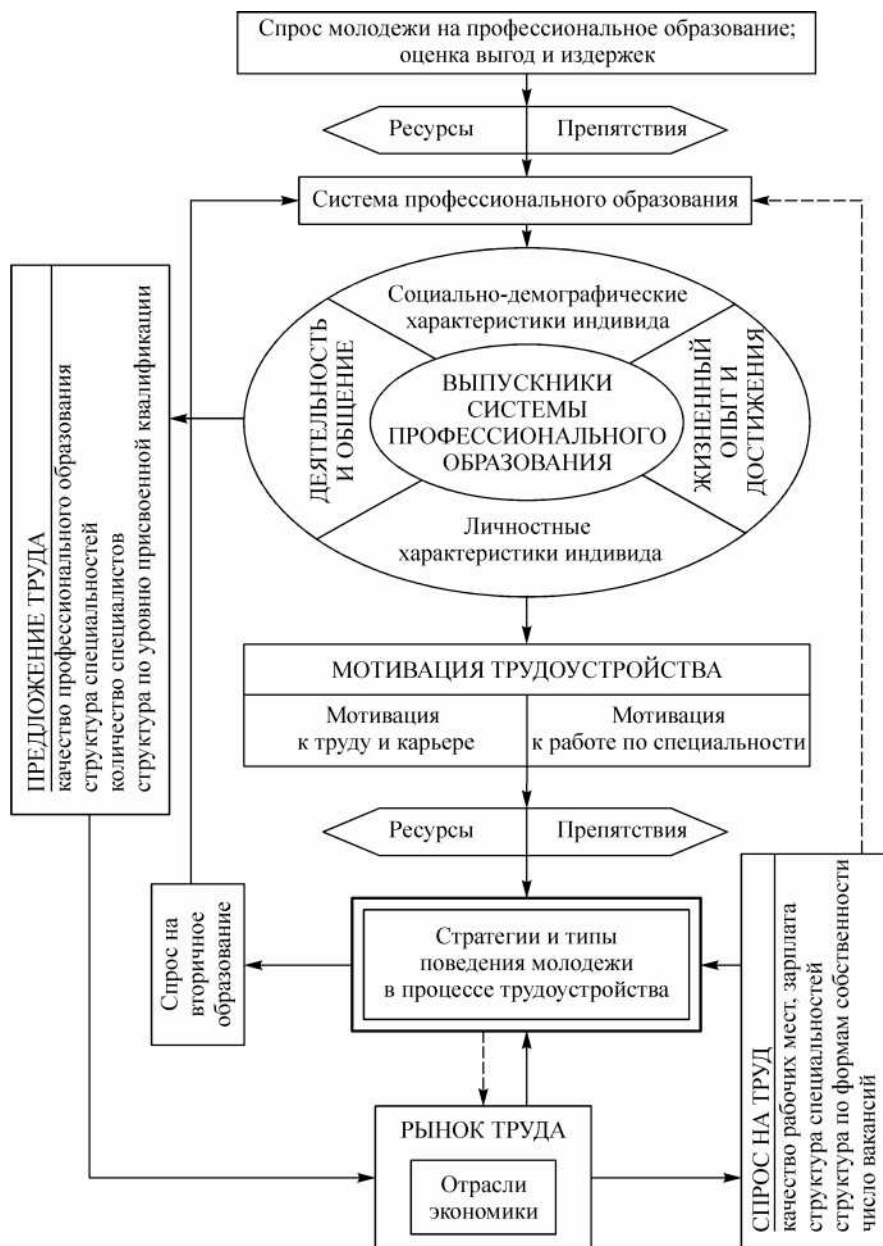 Спрос молодежи на профессиональное образование;
оценка выгод и издержек
Ресурсы
Препятствия
Система профессионального образования
Социально-демографические
характеристики индивида
ДЕЯТЕЛЬНОСТЬ
И ОБЩЕНИЕ
ВЫПУСКНИКИ
СИСТЕМЫ
ПРОФЕССИОНАЛЬНОГО
ОБРАЗОВАНИЯ
ЖИЗНЕННЫЙ
ОПЫТ И
ДОСТИЖЕНИЯ
Личностные
характеристики индивида
ПРЕДЛОЖЕНИЕ ТРУДА
качество профессионального образования
структура специальностей
количество специалистов
структура по уровню присвоенной квалификации
МОТИВАЦИЯ ТРУДОУСТРОЙСТВА
Мотивация
к труду и карьере
Мотивация
к работе по специальности
Ресурсы
Препятствия
Спрос на
вторичное
образование
Стратегии и типы
поведения молодежи
в процессе трудоустройства
СПРОС НА ТРУД
качество рабочих мест, зарплата
структура специальностей
структура по формам собственности
число вакансий
РЫНОК ТРУДА
Отрасли
экономики